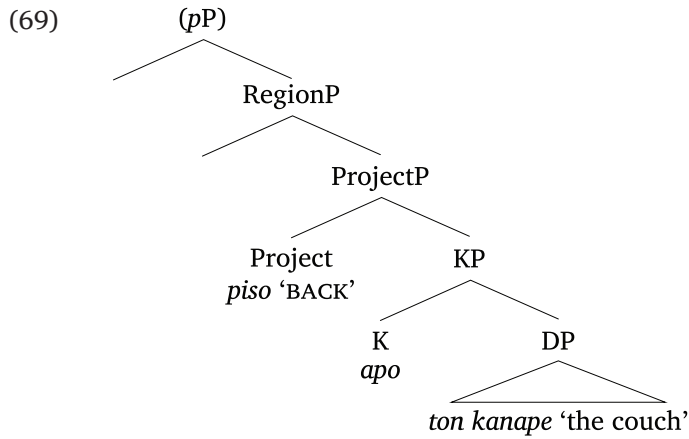 (69) (pP)
RegionP
ProjectP
Project KP
piso ‘BACK’
K DP
apo
ton kanape ‘the couch’